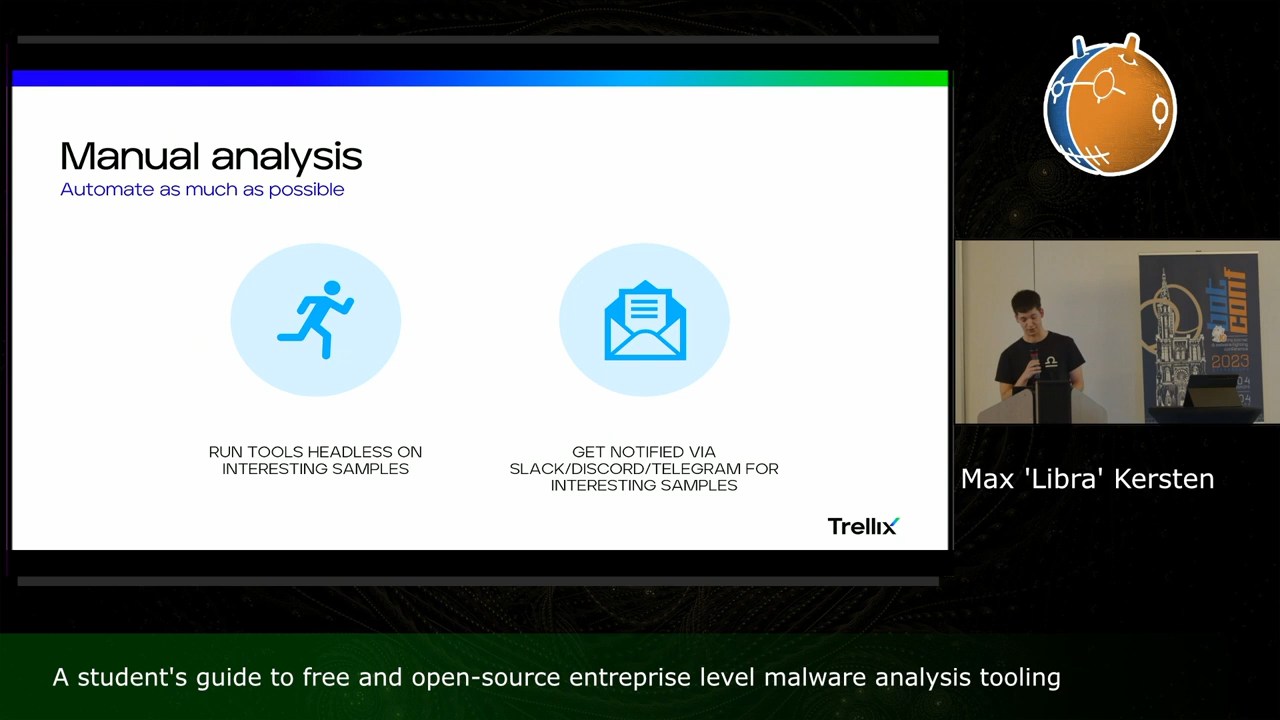 Manual analysis
Automate as much as possible
RUN TOOLS HEADLESS ON
INTERESTING SAMPLES
GET NOTIFIED VIA
SLACK/DISCORD/TELEGRAM FOR
INTERESTING SAMPLES
Trellix
bot
conf
2023
Max 'Libra' Kersten
A student's guide to free and open-source entreprise level malware analysis tooling